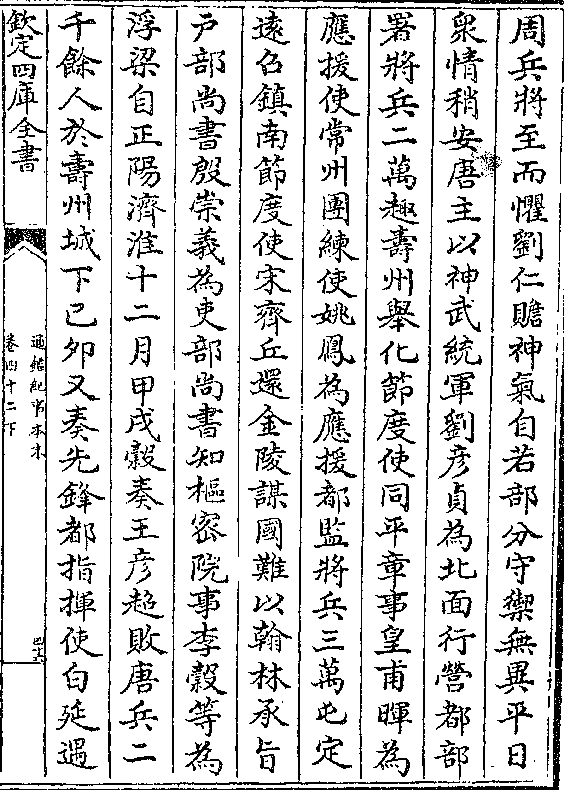 周兵將至而懼劉仁贍神氣自若部分守禦無異平日
衆情稍安唐主以神武統軍劉彦貞為北面行營都部
署將兵二萬趣壽州奉化節度使同平章事皇甫暉為
應援使常州團練使姚鳳為應援都監將兵三萬屯定
逺召鎮南節度使宋齊丘還金陵謀國難以翰林承旨
戸部尚書殷崇義為吏部尚書知樞密院事李榖等為
浮梁自正陽濟淮十二月甲戌榖奏王彦超敗唐兵二
千餘人於壽州城下己卯又奏先鋒都指揮使白延遇
欽定四庫全書
通鑑紀事本末
卷四十二下